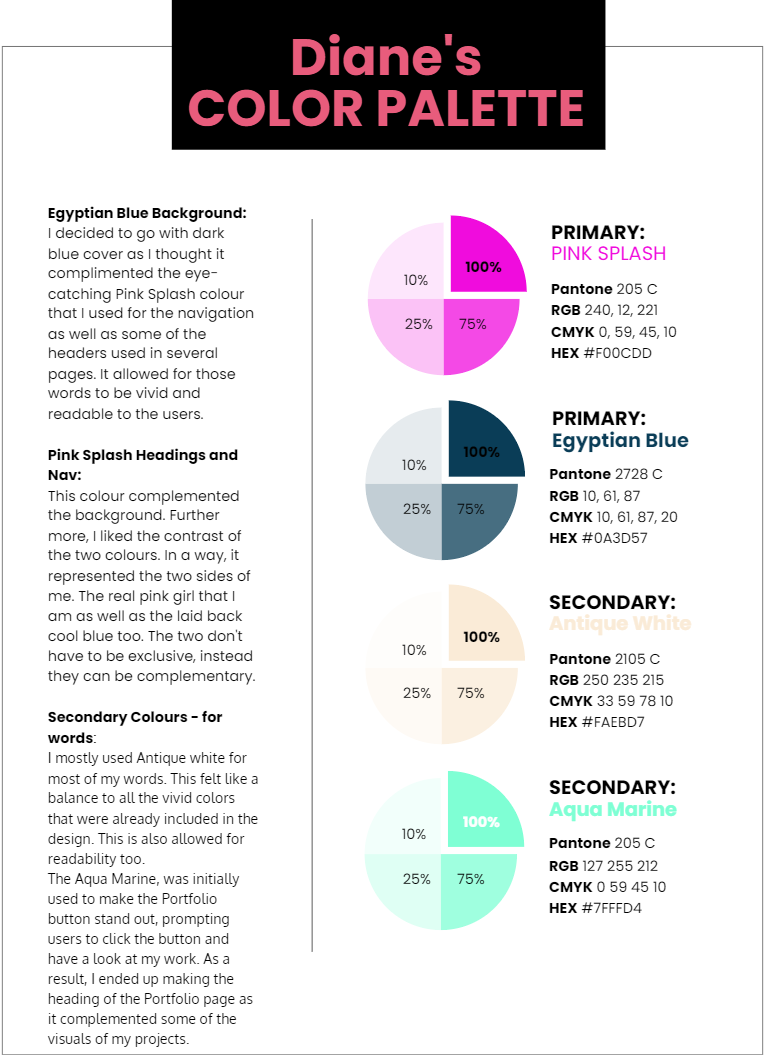 Diane's
COLOR PALETTE
Egyptian Blue Background:
I decided to go with dark
blue cover as I thought it
complimented the eye-
catching Pink Splash colour
that I used for the navigation
as well as some of the
headers used in several
pages. It allowed for those
words to be vivid and
readable to the users.
Pink Splash Headings and
Nav:
This colour complemented
the background. Further
more, I liked the contrast of
the two colours. In a way, it
represented the two sides of
me. The real pink girl that I
am as well as the laid back
cool blue too. The two don't
have to be exclusive, instead
they can be complementary.
Secondary Colours - for
words:
I mostly used Antique white for
most of my words. This felt like a
balance to all the vivid colors
that were already included in the
design. This is also allowed for
readability too.
The Aqua Marine, was initially
used to make the Portfolio
button stand out, prompting
users to click the button and
have a look at my work. As a
result, I ended up making the
heading of the Portfolio page as
it complemented some of the
visuals of my projects.
10%
100%
25%
75%
PRIMARY:
PINK SPLASH
Pantone 205 C
RGB 240, 12, 221
CMYK 0, 59, 45, 10
HEX #F00CDD
10%
100%
25%
75%
PRIMARY:
Egyptian Blue
Pantone 2728 C
RGB 10, 61, 87
CMYK 10, 61, 87, 20
HEX #0A3D57
10%
100%
25%
75%
SECONDARY:
Antique White
Pantone 2105 C
RGB 250 235 215
CMYK 33 59 78 10
HEX #FAEBD7
10%
100%
25%
75%
SECONDARY:
Aqua Marine
Pantone 205 C
RGB 127 255 212
CMYK 0 59 45 10
HEX #7FFFD4